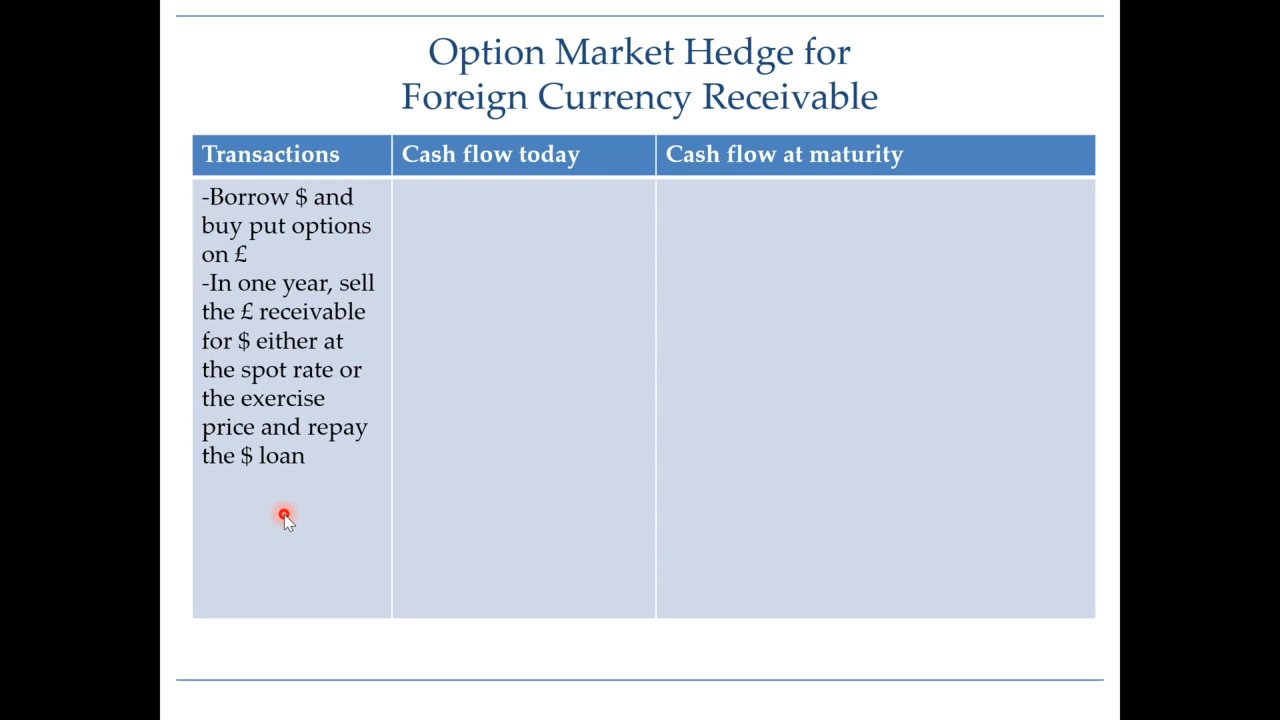 Option Market Hedge for
Foreign Currency Receivable
Transactions
Cash flow today
Cash flow at maturity
-Borrow $ and
buy put options
on £
-In one year, sell
the £ receivable
for $ either at
the spot rate or
the exercise
price and repay
the $ loan